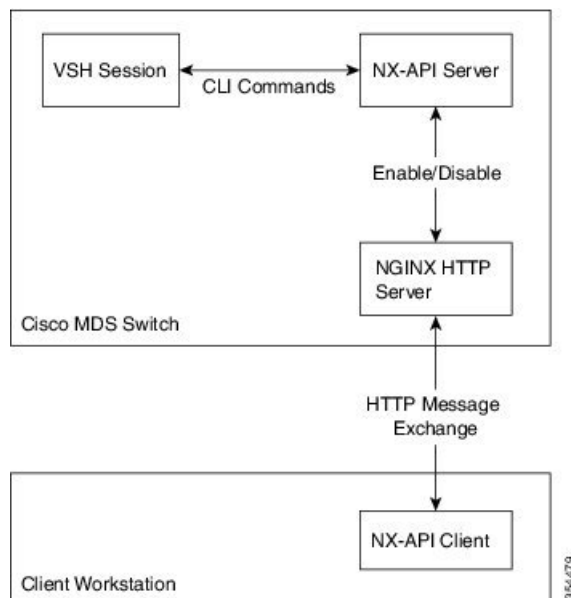 VSH Session
NX-API Server
CLI Commands
Enable/Disable
NGINX HTTP
Server
Cisco MDS Switch
HTTP Message
Exchange
NX-API Client
Client Workstation